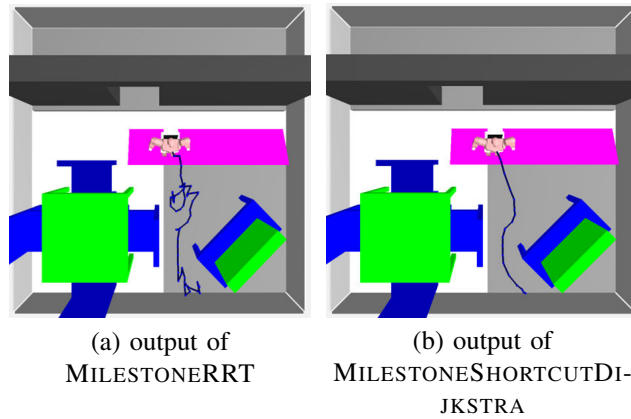 (a) output of
MILESTONERRT
(b) output of
MILESTONESHORTCUTDI-
JKSTRA